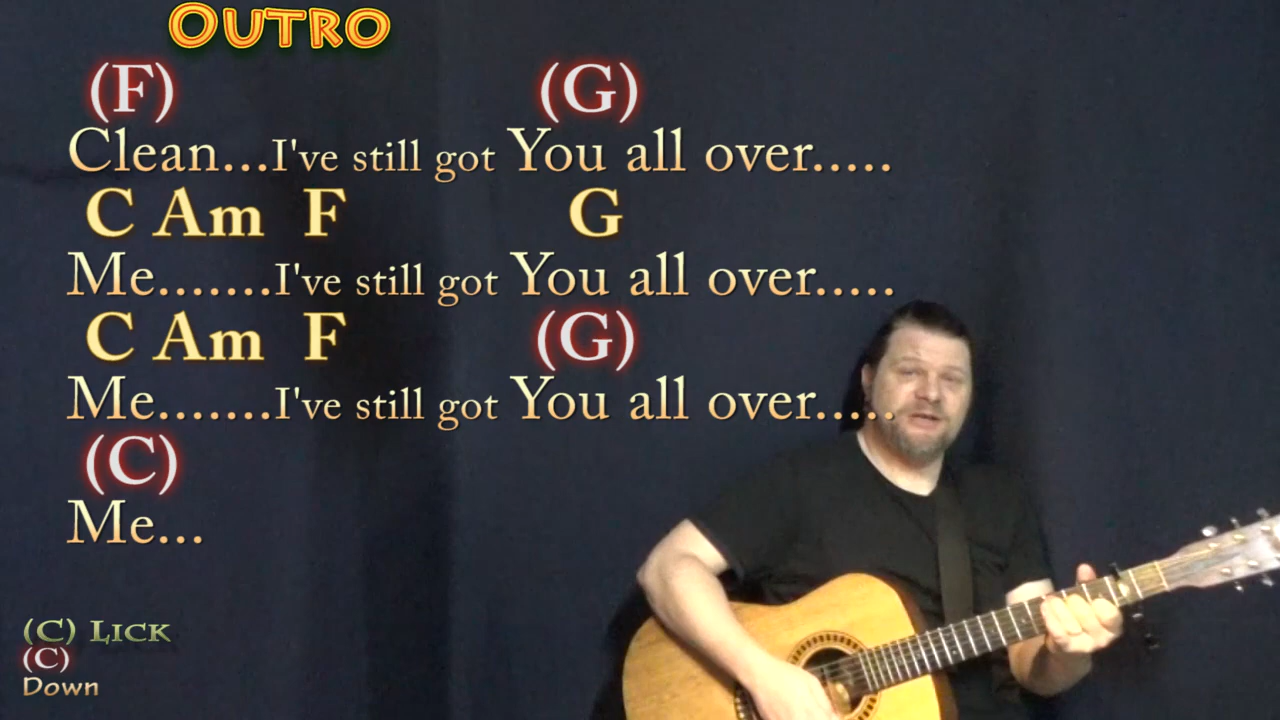 OUTRO
(F) (G)
Clean...I've still got You all over.....
C Am F G
Me.......I've still got You all over.....
C Am F (G)
Me.......I've still got You all over.....
(C)
Me...
(C) LICK
(C)
Down